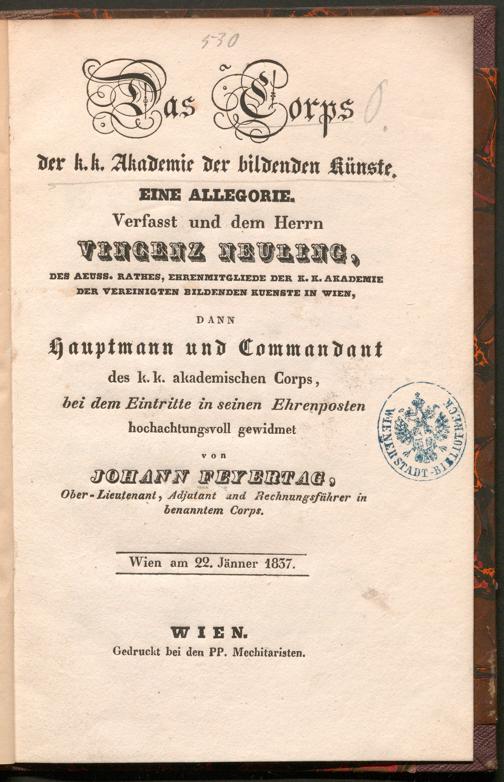 530
Das Corps
der k. k. Akademie der bildenden Künste.
EINE ALLEGORIE.
Verfasst und dem Herrn
VINCENZ NEULING,
DES AEUSS. RATHES, EHRENMITGLIEDE DER K. K. AKADEMIE
DER VEREINIGTEN BILDENDEN KUENSTE IN WIEN,
DANN
Hauptmann und Commandant
des k. k. akademischen Corps,
bei dem Eintritte in seinen Ehrenposten
hochachtungsvoll gewidmet
von
JOHANN FEYERTAG,
Ober-Lieutenant, Adjutant und Rechnungsführer in
benanntem Corps.
WIENER STADT-BIBLIOTHECK
Wien am 22. Jänner 1837.
WIEN.
Gedruckt bei den PP. Mechitaristen.